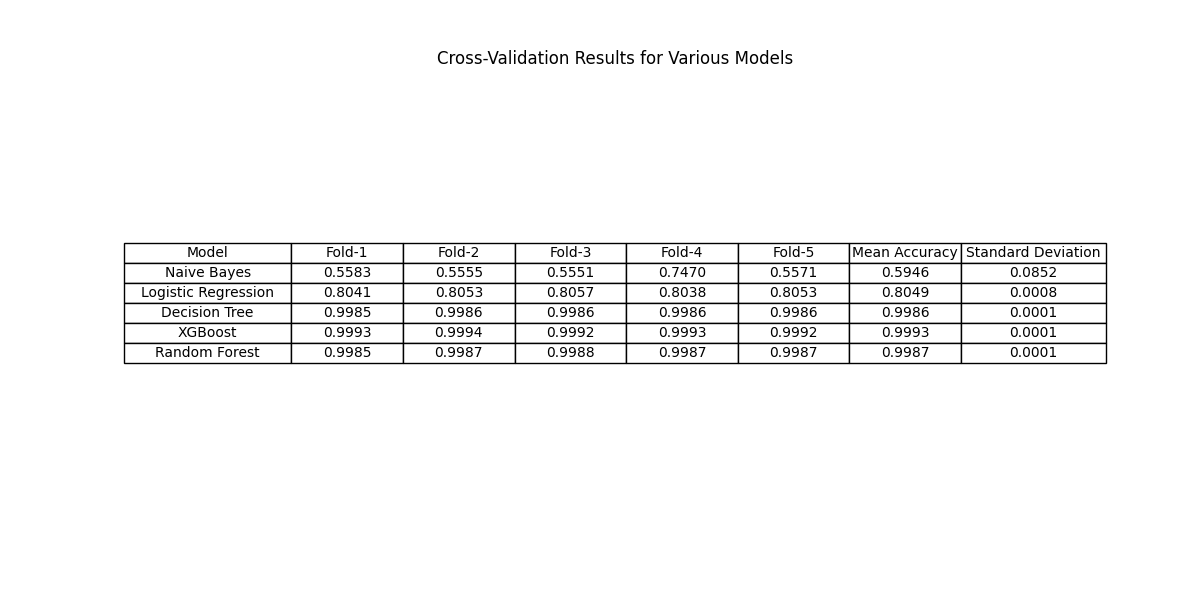 Cross-Validation Results for Various Models
Model Fold-1 Fold-2 Fold-3 Fold-4 Fold-5 Mean Accuracy Standard Deviation
Naive Bayes 0.5583 0.5555 0.5551 0.7470 0.5571 0.5946 0.0852
Logistic Regression 0.8041 0.8053 0.8057 0.8038 0.8053 0.8049 0.0008
Decision Tree 0.9985 0.9986 0.9986 0.9986 0.9986 0.9986 0.0001
XGBoost 0.9993 0.9994 0.9992 0.9993 0.9992 0.9993 0.0001
Random Forest 0.9985 0.9987 0.9988 0.9987 0.9987 0.9987 0.0001